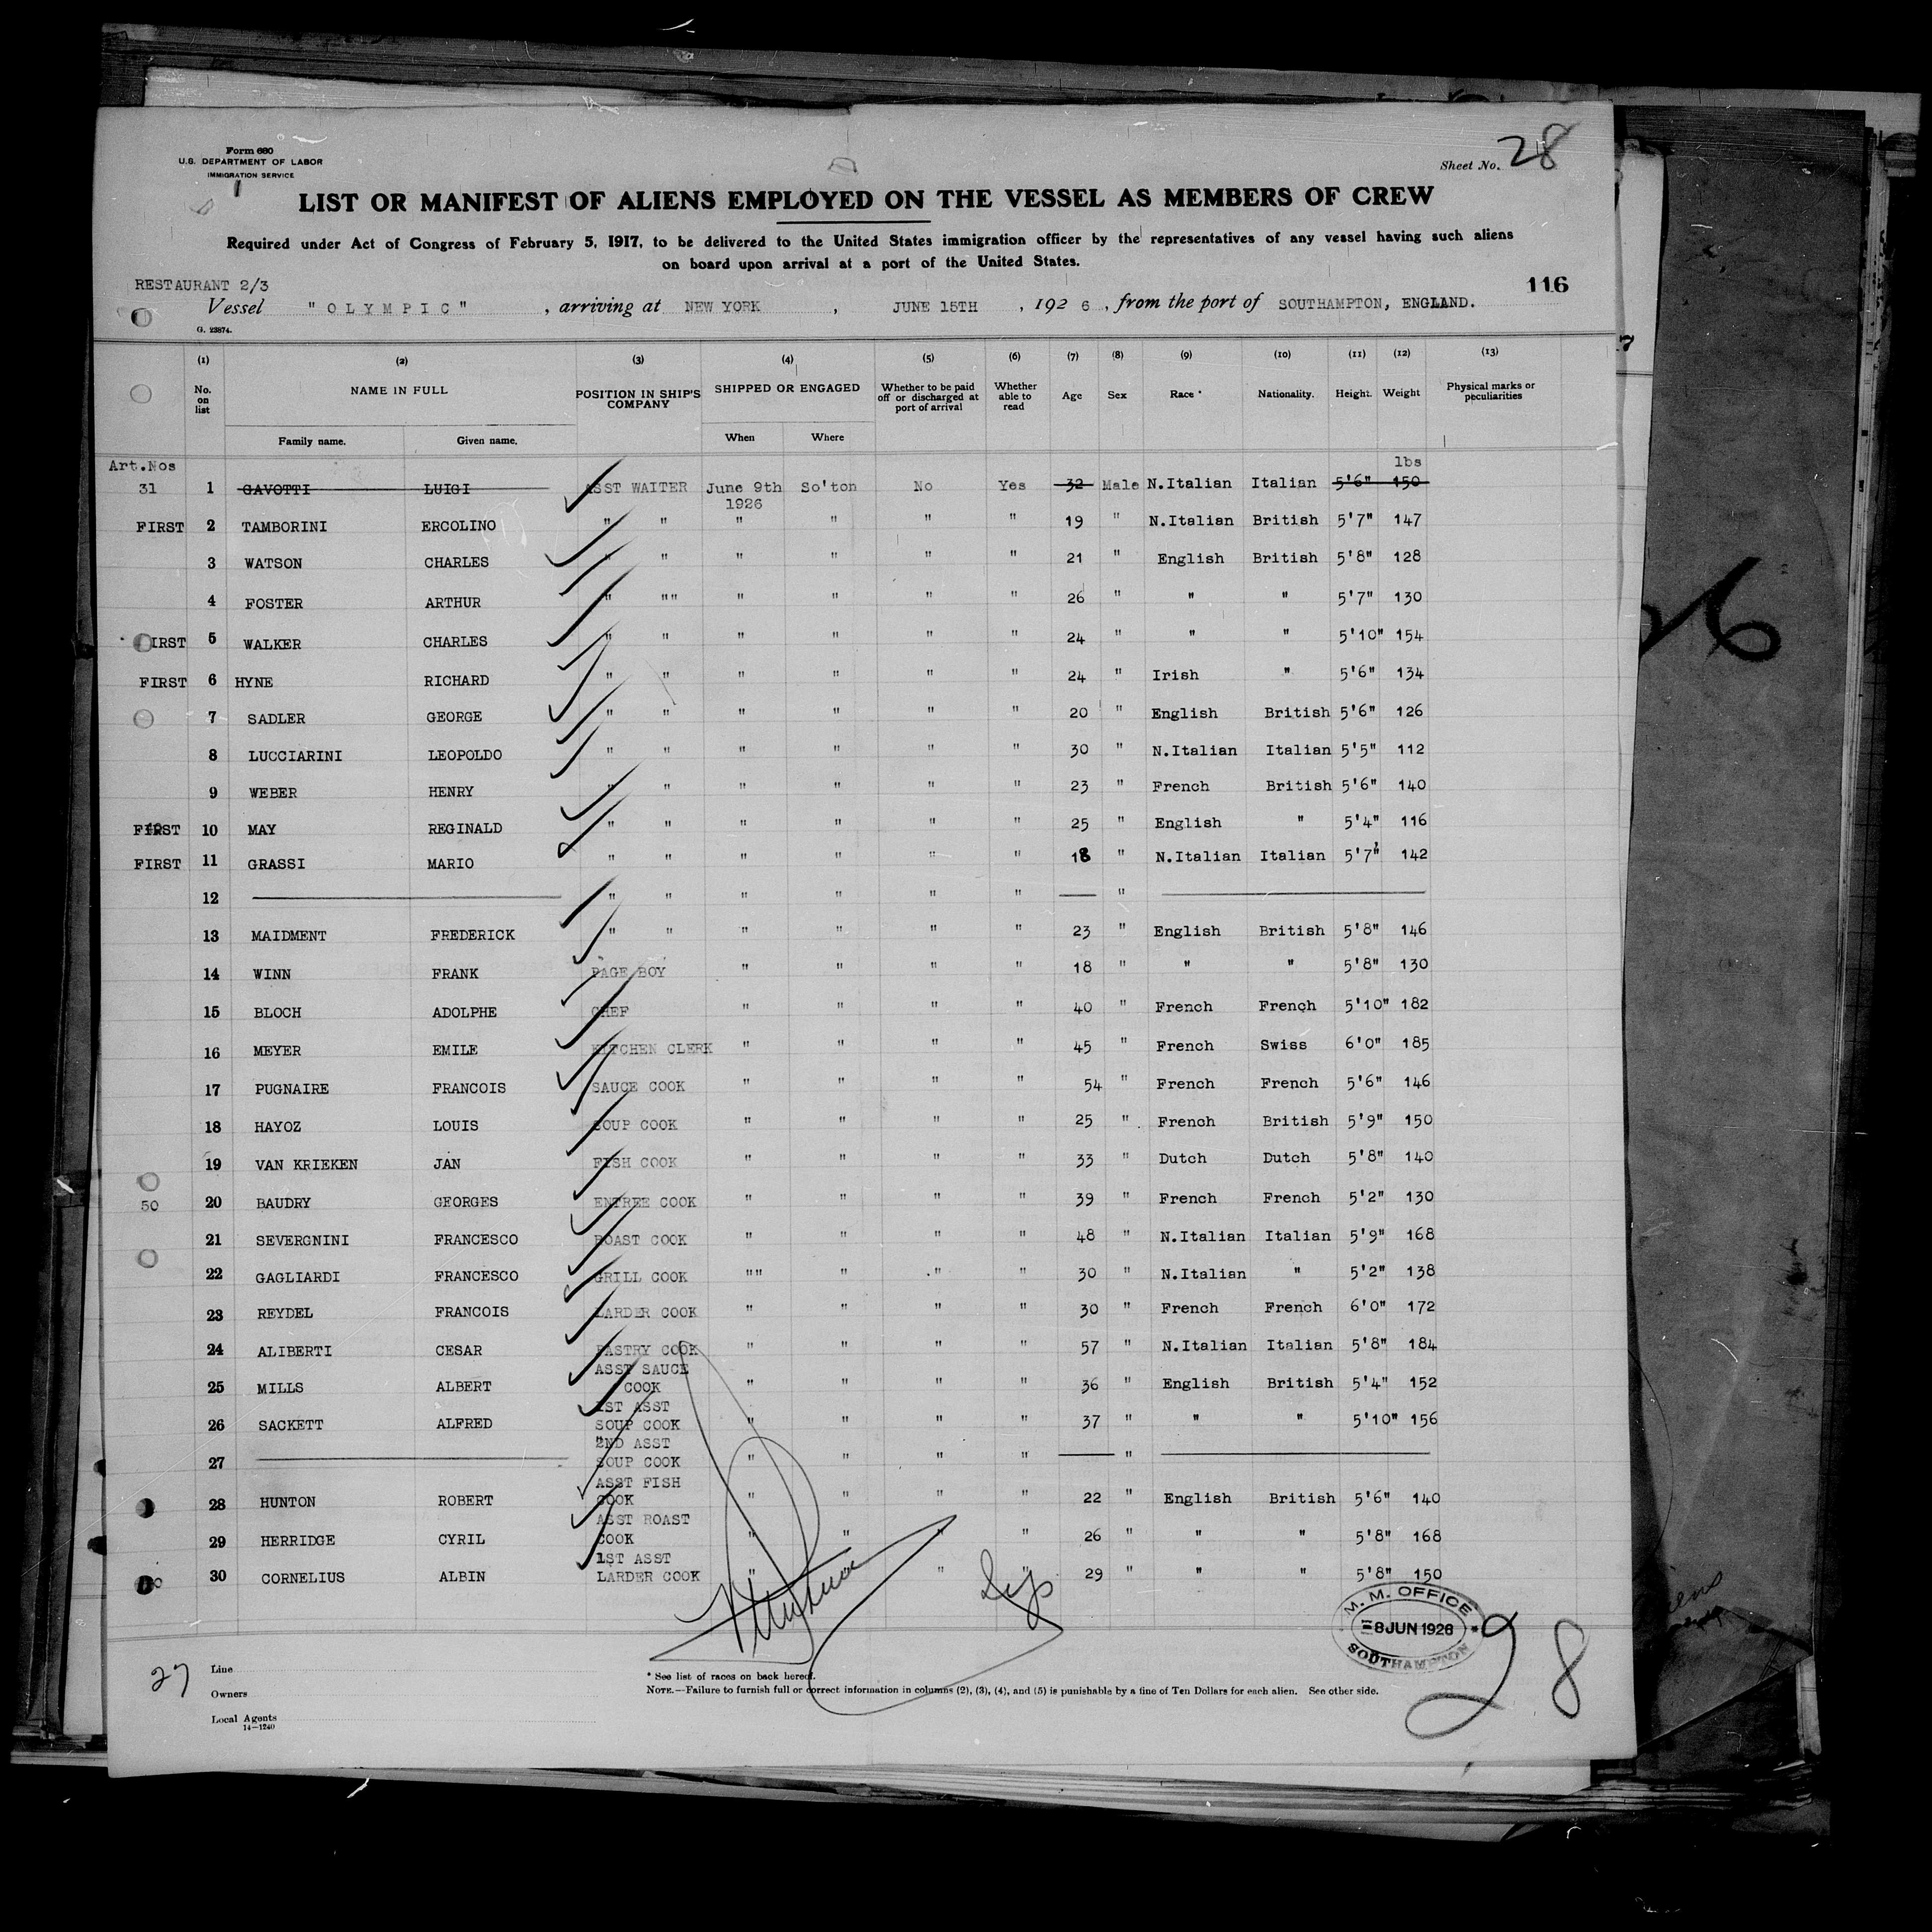 Form 680
U.S. DEPARTMENT OF LABOR
IMMIGRATION SERVICE
Sheet No. 28
LIST OR MANIFEST OF ALIENS EMPLOYED ON THE VESSEL AS MEMBERS OF CREW
Required under Act of Congress of February 5, 1917, to be delivered to the United States immigration officer by the representatives of any vessel having such aliens
on board upon arrival at a port of the United States.
RESTAURANT 2/3
116
Vessel "OLYMPIC", arriving at NEW YORK, JUNE 15TH, 1926, from the port of SOUTHAMPTON, ENGLAND.
G. 23874.
(1) (2) (3) (4) (5) (6) (7) (8) (9) (10) (11) (12) (13)
No. on list NAME IN FULL POSITION IN SHIP'S COMPANY SHIPPED OR ENGAGED Whether to be paid off or discharged at port of arrival Whether able to read Age Sex Race * Nationality. Height. Weight Physical marks or peculiarities
Family name. Given name. When Where
Art.Nos lbs
31 1 GAVOTTI LUIGI ASST WAITER June 9th 1926 So'ton No Yes 32 Male N.Italian Italian 5'6" 150
FIRST 2 TAMBORINI ERCOLINO " " " " " " 19 " N.Italian British 5'7" 147
3 WATSON CHARLES " " " " " " 21 " English British 5'8" 128
4 FOSTER ARTHUR " "" " " " " 26 " " " 5'7" 130
FIRST 5 WALKER CHARLES " " " " " " 24 " " " 5'10" 154
FIRST 6 HYNE RICHARD " " " " " " 24 " Irish " 5'6" 134
7 SADLER GEORGE " " " " " " 20 " English British 5'6" 126
8 LUCCIARINI LEOPOLDO " " " " " " 30 " N.Italian Italian 5'5" 112
9 WEBER HENRY " " " " " " 23 " French British 5'6" 140
FIRST 10 MAY REGINALD " " " " " " 25 " English " 5'4" 116
FIRST 11 GRASSI MARIO " " " " " " 18 " N.Italian Italian 5'7" 142
12 " " " " " " "
13 MAIDMENT FREDERICK " " " " " " 23 " English British 5'8" 146
14 WINN FRANK PAGE BOY " " " " 18 " " " 5'8" 130
15 BLOCH ADOLPHE CHEF " " " " 40 " French French 5'10" 182
16 MEYER EMILE KITCHEN CLERK " " " " 45 " French Swiss 6'0" 185
17 PUGNAIRE FRANCOIS SAUCE COOK " " " " 54 " French French 5'6" 146
18 HAYOZ LOUIS SOUP COOK " " " " 25 " French British 5'9" 150
19 VAN KRIEKEN JAN FISH COOK " " " " 33 " Dutch Dutch 5'8" 140
50 20 BAUDRY GEORGES ENTREE COOK " " " " 39 " French French 5'2" 130
21 SEVERGNINI FRANCESCO ROAST COOK " " " " 48 " N.Italian Italian 5'9" 168
22 GAGLIARDI FRANCESCO GRILL COOK "" " " " 30 " N.Italian " 5'2" 138
23 REYDEL FRANCOIS LARDER COOK " " " " 30 " French French 6'0" 172
24 ALIBERTI CESAR PASTRY COOK " " " " 57 " N.Italian Italian 5'8" 184
25 MILLS ALBERT ASST SAUCE COOK " " " " 36 " English British 5'4" 152
26 SACKETT ALFRED 1ST ASST SOUP COOK " " " " 37 " " " 5'10" 156
27 2ND ASST SOUP COOK " " " " "
28 HUNTON ROBERT ASST FISH COOK " " " " 22 " English British 5'6" 140
29 HERRIDGE CYRIL ASST ROAST COOK " " " " 26 " " " 5'8" 168
30 CORNELIUS ALBIN 1ST ASST LARDER COOK " " " 29 " " " 5'8" 150
M. M. OFFICE
8 JUN 1926
SOUTHAMPTON
28
27
Line
Owners
Local Agents
14—1240
* See list of races on back hereof.
NOTE.—Failure to furnish full or correct information in columns (2), (3), (4), and (5) is punishable by a fine of Ten Dollars for each alien. See other side.